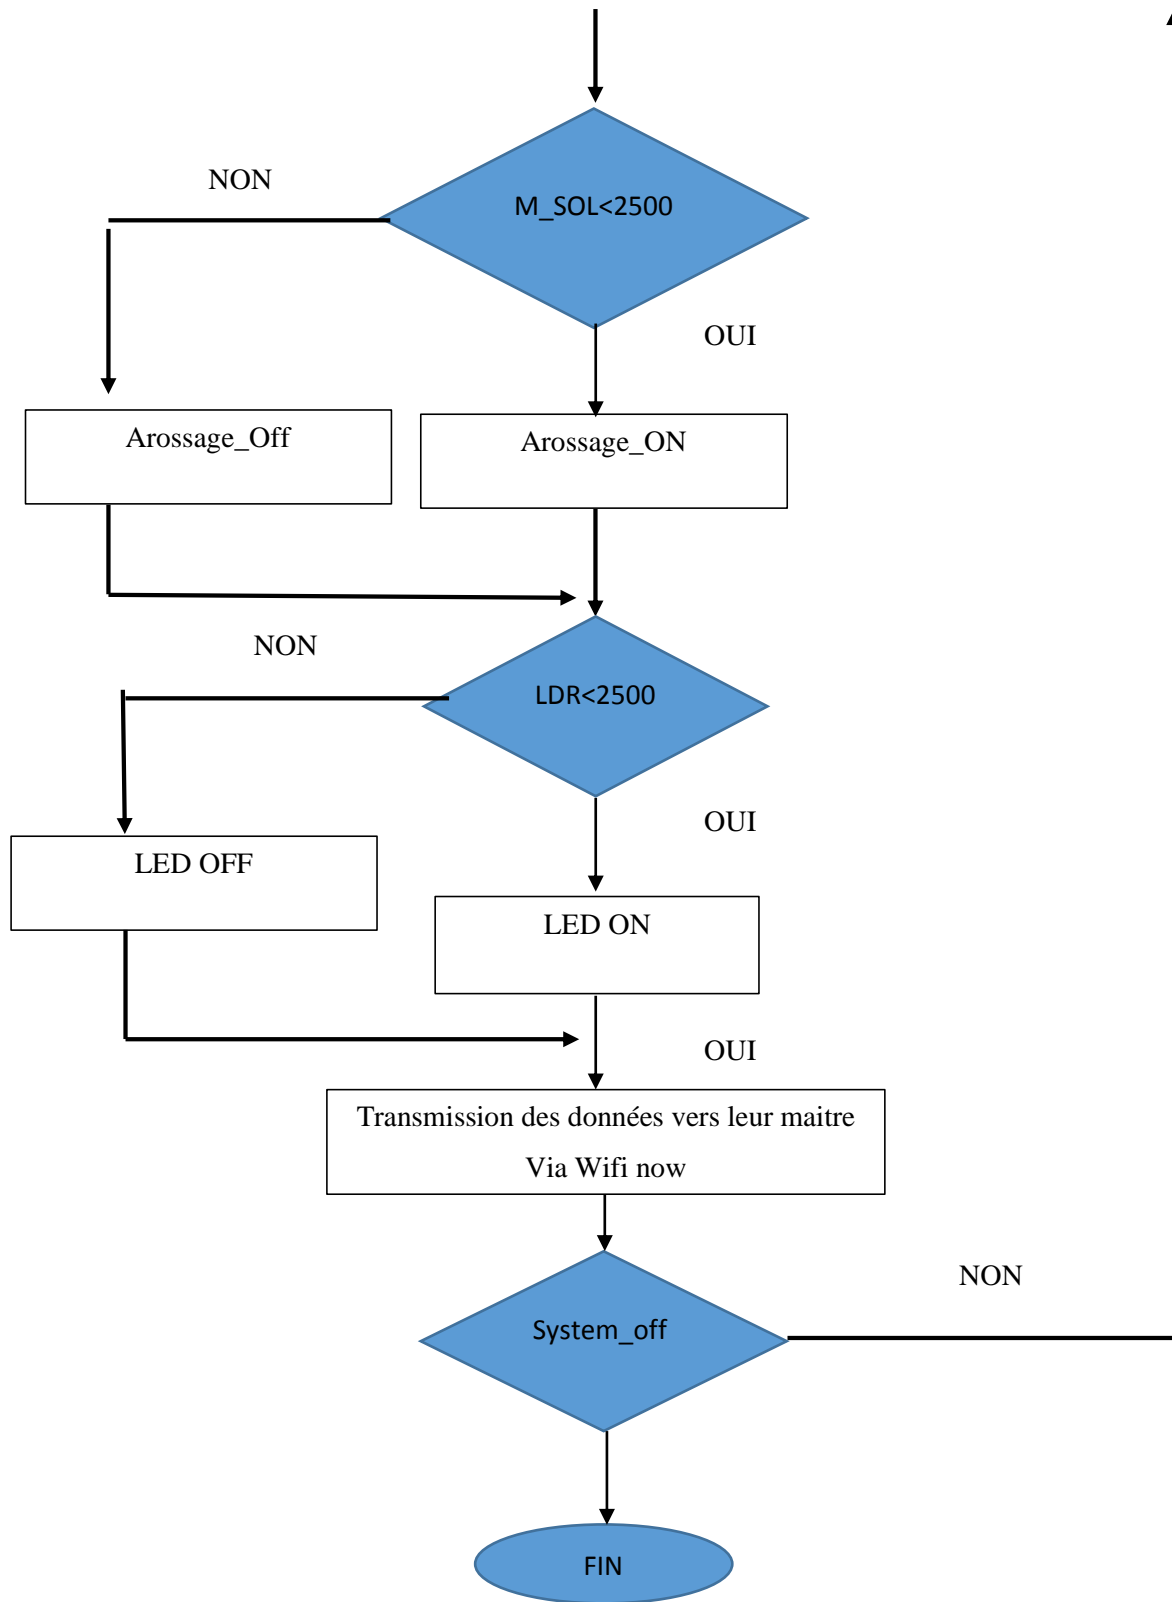 NON
M_SOL<2500
OUI
Arossage_Off
Arossage_ON
NON
LDR<2500
OUI
LED OFF
LED ON
OUI
Transmission des données vers leur maitre
Via Wifi now
NON
System_off
FIN